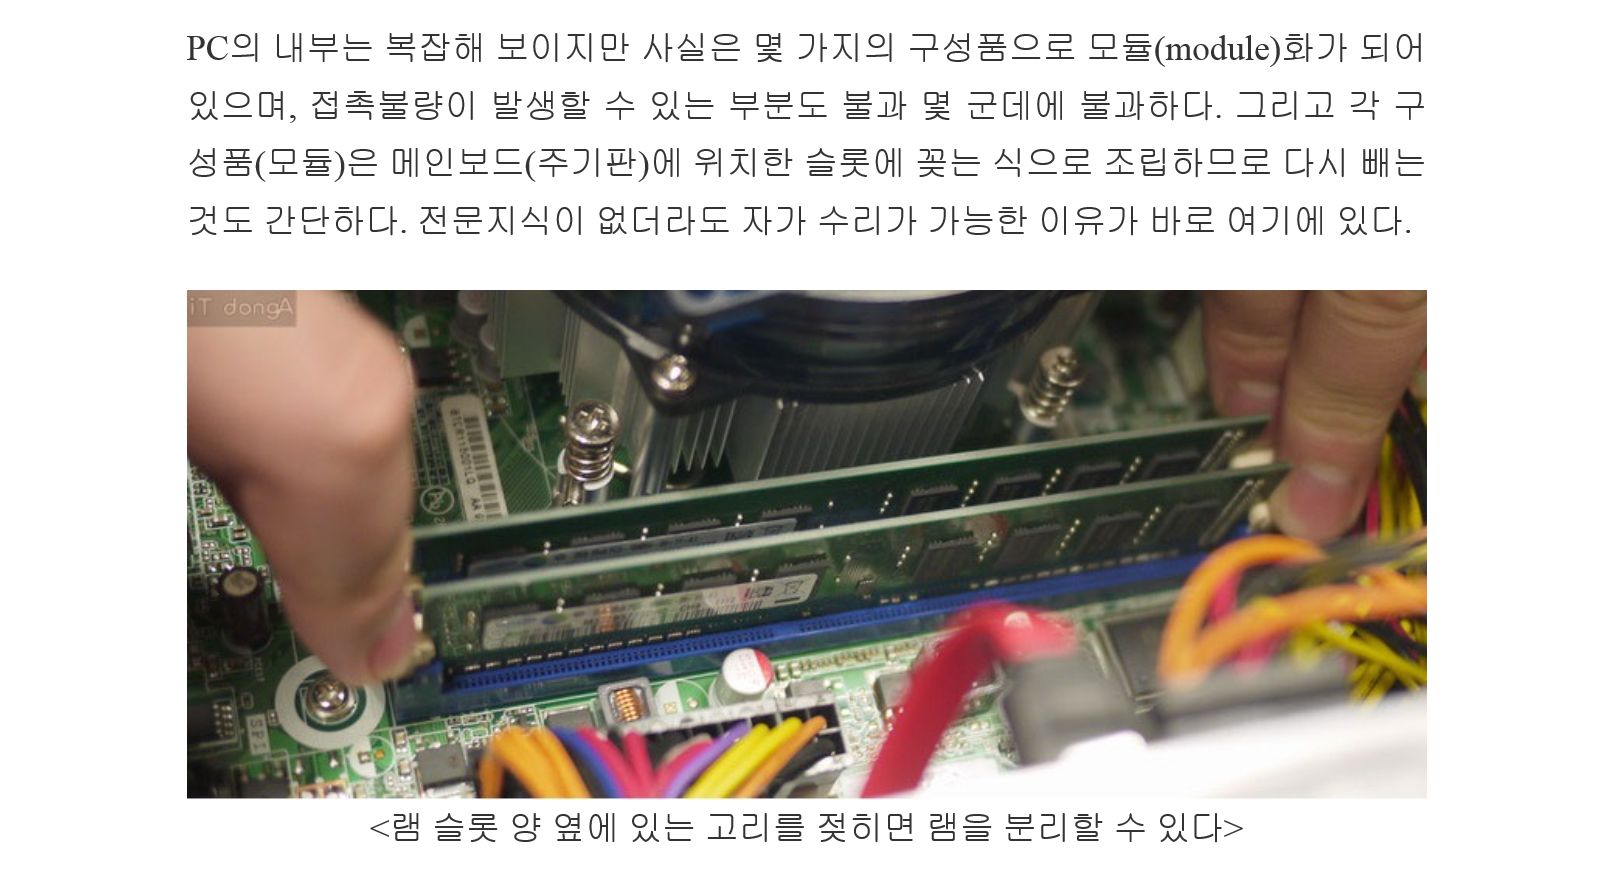 PC의 내부는 복잡해 보이지만 사실은 몇 가지의 구성품으로 모듈(module)화가 되어
있으며, 접촉불량이 발생할 수 있는 부분도 불과 몇 군데에 불과하다. 그리고 각 구
성품(모듈)은 메인보드(주기판)에 위치한 슬롯에 꽂는 식으로 조립하므로 다시 빼는
것도 간단하다. 전문지식이 없더라도 자가 수리가 가능한 이유가 바로 여기에 있다.
iT dongA
SPI
<램 슬롯 양 옆에 있는 고리를 젖히면 램을 분리할 수 있다>